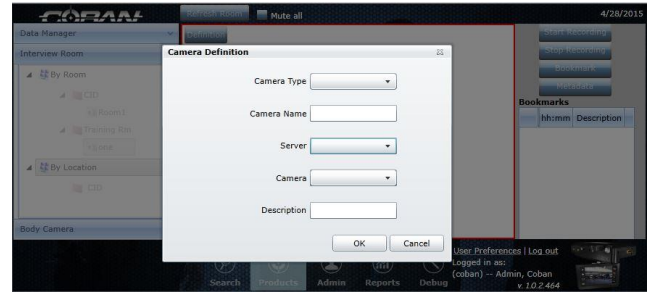 COBAN
Refresh Room
Mute all
4/28/2015
Data Manager
Definition
Start Recording
Interview Room
Camera Definition
Stop Recording
By Room
Camera Type
Bookmark
CID
Metadata
Room1
Camera Name
Bookmarks
hh:mm Description
Training Rm
Server
By Location
Camera
CID
Description
Body Camera
OK
Cancel
User Preferences | Log out
Logged in as:
(coban) -- Admin, Coban
v. 1.0.2.464
Search
Products
Admin
Reports
Debug